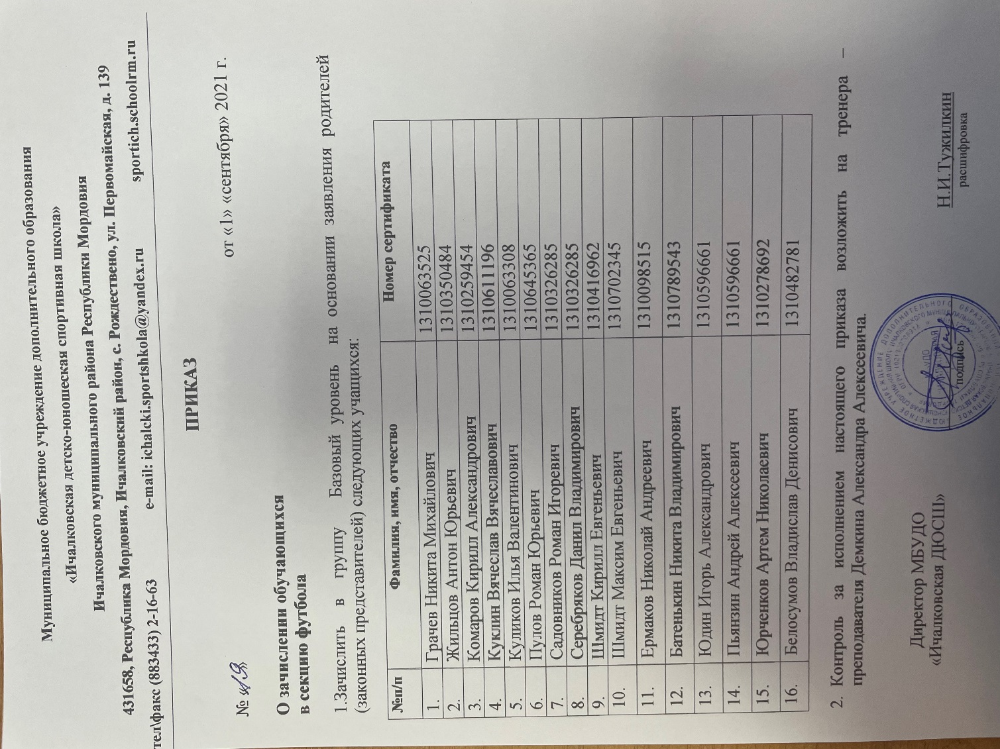 Муниципальное бюджетное учреждение дополнительного образования
«Ичалковская детско-юношеская спортивная школа»
Ичалковского муниципального района Республики Мордовия
431658, Республика Мордовия, Ичалковский район, с. Рождествено, ул. Первомайская, д. 139
тел\факс (883433) 2-16-63 e-mail: ichalcki.sportshkola@yandex.ru sportich.schoolrm.ru
ПРИКАЗ
№ от «1» «сентября» 2021 г.
О зачислении обучающихся
в секцию футбола
1.Зачислить в группу Базовый уровень на основании заявления родителей
(законных представителей) следующих учащихся:
№п/п Фамилия, имя, отчество Номер сертификата
1. Грачев Никита Михайлович 1310063525
2. Жильцов Антон Юрьевич 1310350484
3. Комаров Кирилл Александрович 1310259454
4. Куклин Вячеслав Вячеславович 1310611196
5. Куликов Илья Валентинович 1310063308
6. Пулов Роман Юрьевич 1310645365
7. Садовников Роман Игоревич 1310326285
8. Серебряков Данил Владимирович 1310326285
9. Шмидт Кирилл Евгеньевич 1310416962
10. Шмидт Максим Евгеньевич 1310702345
11. Ермаков Николай Андреевич 1310098515
12. Батенькин Никита Владимирович 1310789543
13. Юдин Игорь Александрович 1310596661
14. Пьянзин Андрей Алексеевич 1310596661
15. Юрченков Артем Николаевич 1310278692
16. Белосумов Владислав Денисович 1310482781
2. Контроль за исполнением настоящего приказа возложить на тренера –
преподавателя Демкина Александра Алексеевича.
Директор МБУДО
«Ичалковская ДЮСШ» подпись Н.И.Тужилкин
расшифровка